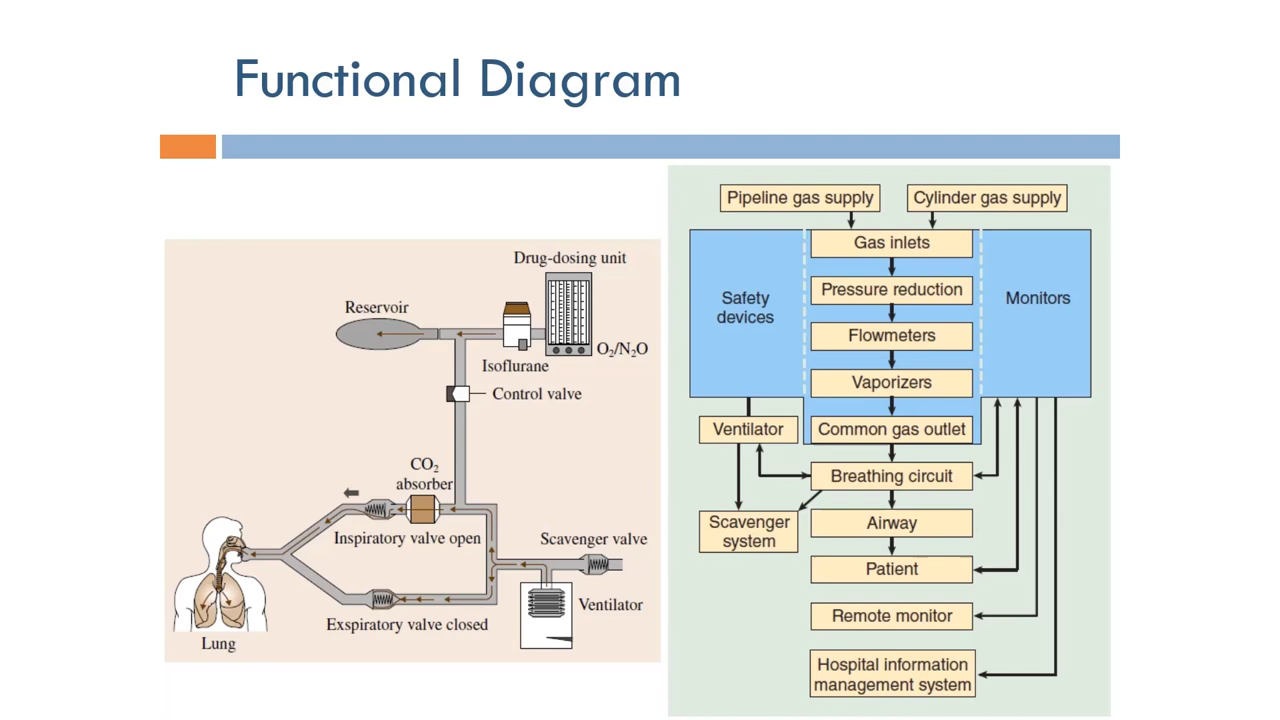 Functional Diagram
Drug-dosing unit
Reservoir
O₂/N₂O
Isoflurane
Control valve
CO₂
absorber
Inspiratory valve open
Scavenger valve
Ventilator
Exspiratory valve closed
Lung
Pipeline gas supply
Cylinder gas supply
Gas inlets
Safety
devices
Pressure reduction
Monitors
Flowmeters
Vaporizers
Ventilator
Common gas outlet
Breathing circuit
Scavenger
system
Airway
Patient
Remote monitor
Hospital information
management system